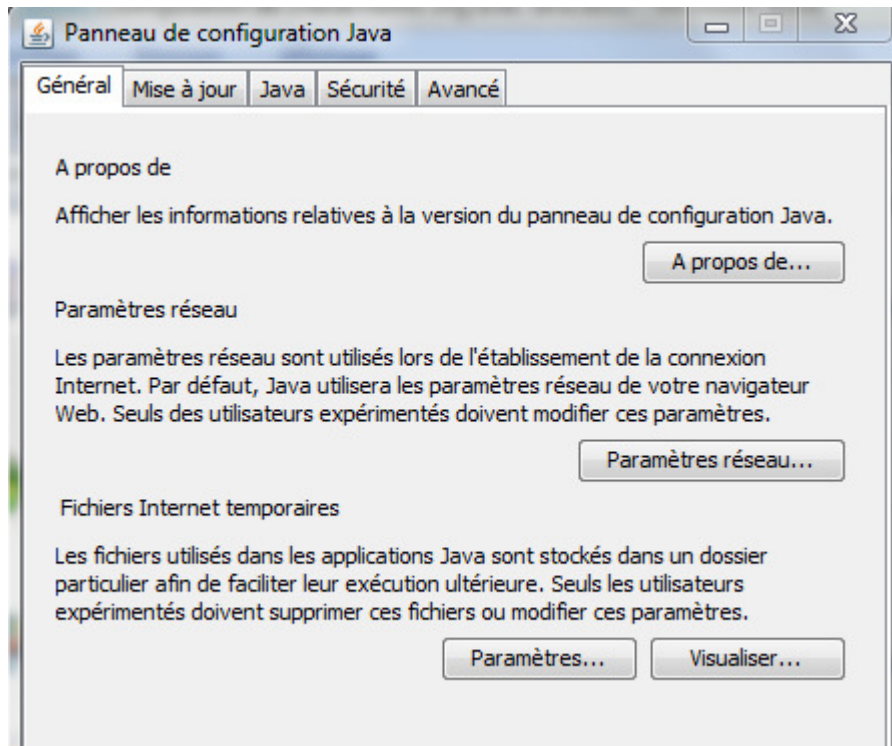 Panneau de configuration Java
Général Mise à jour Java Sécurité Avancé
A propos de
Afficher les informations relatives à la version du panneau de configuration Java.
A propos de...
Paramètres réseau
Les paramètres réseau sont utilisés lors de l'établissement de la connexion
Internet. Par défaut, Java utilisera les paramètres réseau de votre navigateur
Web. Seuls des utilisateurs expérimentés doivent modifier ces paramètres.
Paramètres réseau...
Fichiers Internet temporaires
Les fichiers utilisés dans les applications Java sont stockés dans un dossier
particulier afin de faciliter leur exécution ultérieure. Seuls les utilisateurs
expérimentés doivent supprimer ces fichiers ou modifier ces paramètres.
Paramètres... Visualiser...